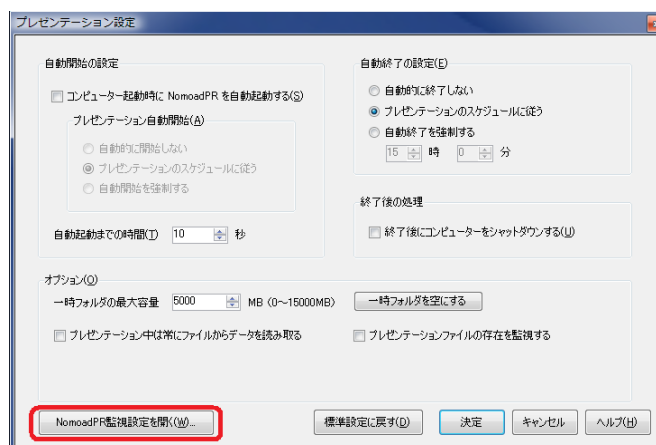 プレゼンテーション設定
自動開始の設定
コンピューター起動時に NomoadPR を自動起動する(S)
プレゼンテーション自動開始(A)
自動的に開始しない
プレゼンテーションのスケジュールに従う
自動開始を強制する
自動起動までの時間(T) 10 秒
自動終了の設定(E)
自動的に終了しない
プレゼンテーションのスケジュールに従う
自動終了を強制する
15 時 0 分
終了後の処理
終了後にコンピューターをシャットダウンする(U)
オプション(O)
一時フォルダの最大容量 5000 MB (0～15000MB) 一時フォルダを空にする
プレゼンテーション中は常にファイルからデータを読み取る プレゼンテーションファイルの存在を監視する
NomoadPR監視設定を開く(W)... 標準設定に戻す(D) 決定 キャンセル ヘルプ(H)